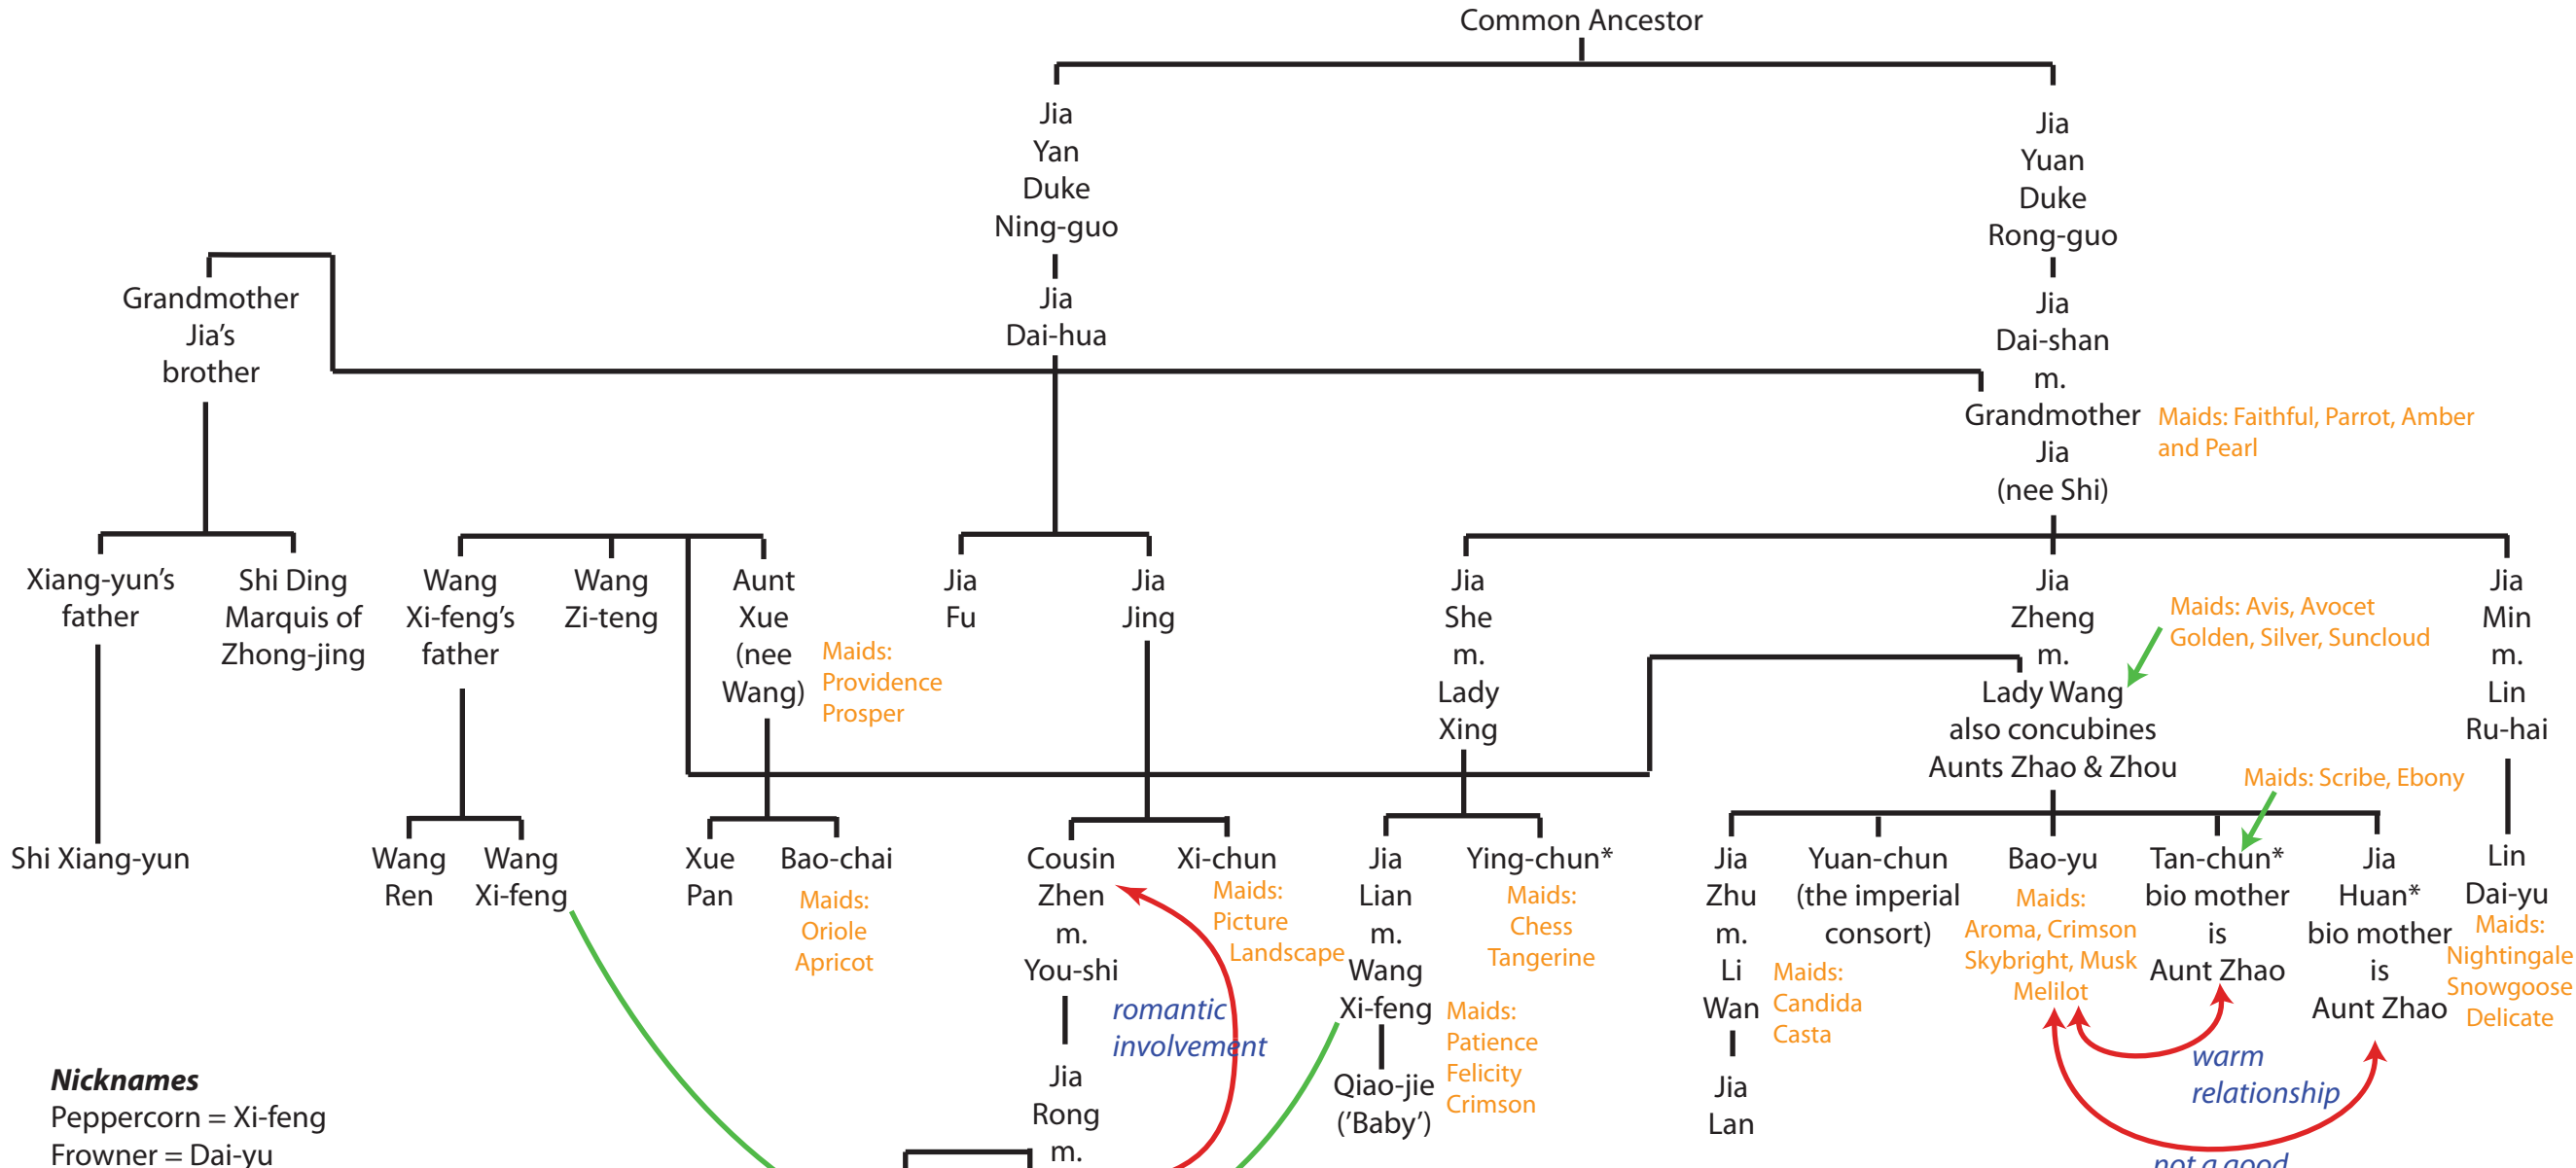 Common Ancestor
Jia
Yan
Duke
Ning-guo
Jia
Yuan
Duke
Rong-guo
Grandmother
Jia's
brother
Jia
Dai-hua
Jia
Dai-shan
m.
Grandmother
Jia
(nee Shi)
Maids: Faithful, Parrot, Amber
and Pearl
Xiang-yun's
father
Shi Ding
Marquis of
Zhong-jing
Wang
Xi-feng's
father
Wang
Zi-teng
Aunt
Xue
(nee
Wang)
Maids:
Providence
Prosper
Jia
Fu
Jia
Jing
Jia
She
m.
Lady
Xing
Jia
Zheng
m.
Lady Wang
also concubines
Aunts Zhao & Zhou
Maids: Avis, Avocet
Golden, Silver, Suncloud
Jia
Min
m.
Lin
Ru-hai
Maids: Scribe, Ebony
Shi Xiang-yun
Wang
Ren
Wang
Xi-feng
Xue
Pan
Bao-chai
Maids:
Oriole
Apricot
Cousin
Zhen
m.
You-shi
Xi-chun
Maids:
Picture
Landscape
romantic
involvement
Jia
Lian
m.
Wang
Xi-feng
Maids:
Patience
Felicity
Crimson
Ying-chun*
Maids:
Chess
Tangerine
Jia
Zhu
m.
Li
Wan
Maids:
Candida
Casta
Yuan-chun
(the imperial
consort)
Bao-yu
Maids:
Aroma, Crimson
Skybright, Musk
Melilot
Tan-chun*
bio mother
is
Aunt Zhao
Jia
Huan*
bio mother
is
Aunt Zhao
Lin
Dai-yu
Maids:
Nightingale
Snowgoose
Delicate
warm
relationship
not a good
Jia
Rong
m.
Qiao-jie
('Baby')
Jia
Lan
Nicknames
Peppercorn = Xi-feng
Frowner = Dai-yu